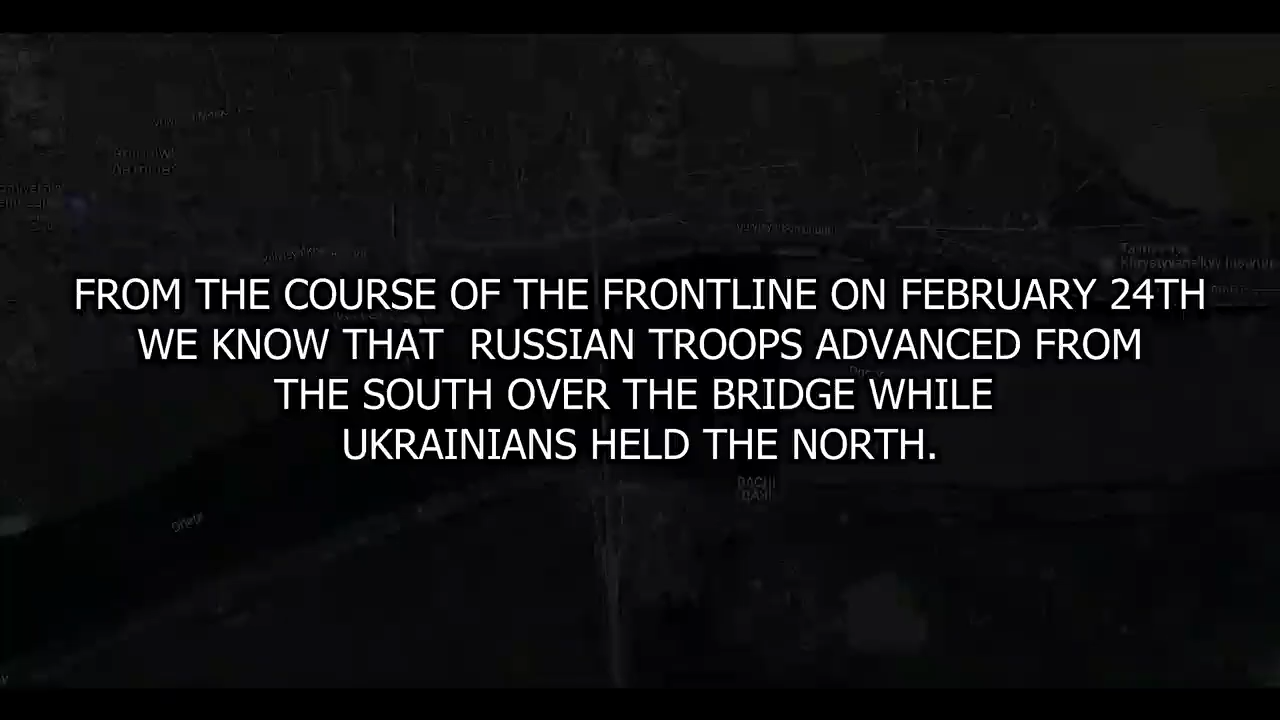 FROM THE COURSE OF THE FRONTLINE ON FEBRUARY 24TH
WE KNOW THAT  RUSSIAN TROOPS ADVANCED FROM
THE SOUTH OVER THE BRIDGE WHILE
UKRAINIANS HELD THE NORTH.
DACHI